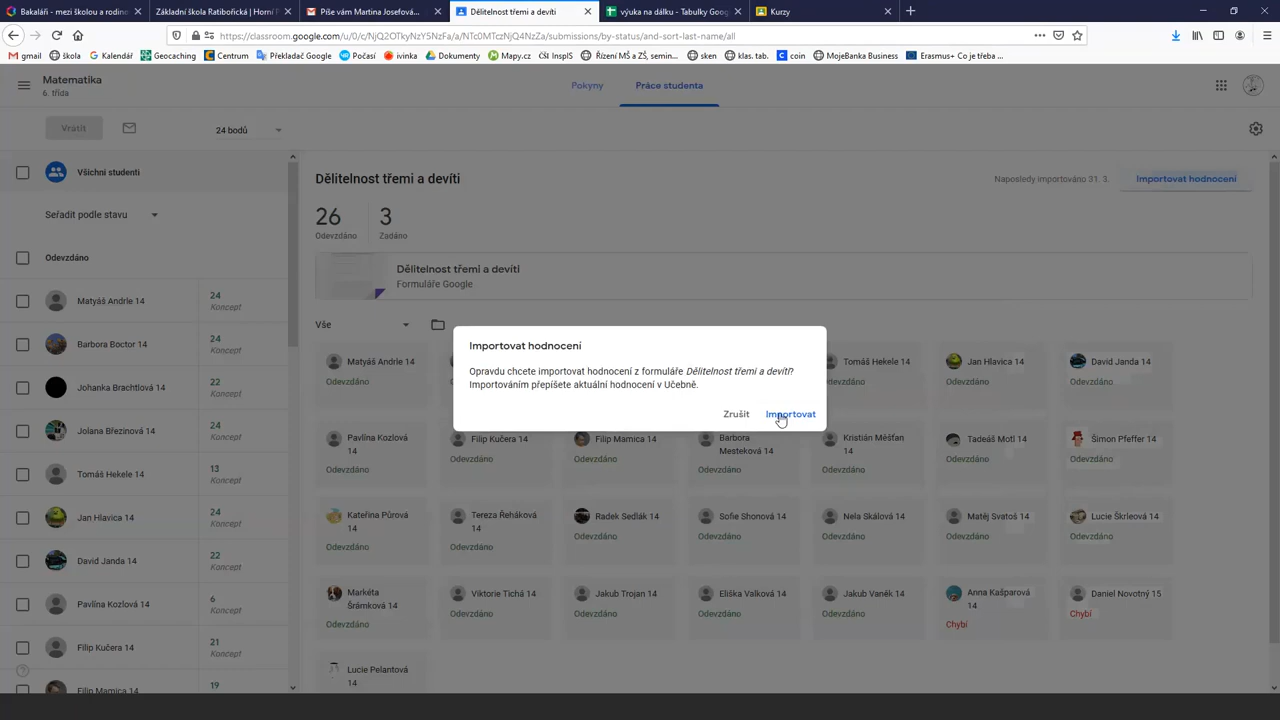 Bakaláři - mezi školou a rodinou
Základní škola Ratibořická | Horní P
Píše vám Martina Josefová...
Dělitelnost třemi a devíti
výuka na dálku - Tabulky Goog
Kurzy
https://classroom.google.com/u/0/c/NjQ2OTkyNzY5NzFa/a/NTc0MTczNjQ4NzZa/submissions/by-status/and-sort-last-name/all
gmail
škola
Kalendář
Geocaching
Centrum
Překladač Google
Počasí
ivinka
Dokumenty
Mapy.cz
InspIS
Řízení MŠ a ZŠ, semin...
sken
klas. tab.
coin
MojeBanka Business
Erasmus+ Co je třeba ...
Matematika
6. třída
Pokyny
Práce studenta
Vrátit
24 bodů
Všichni studenti
Seřadit podle stavu
Odevzdáno
Matyáš Andrle 14
24
Koncept
Barbora Boctor 14
24
Koncept
Johanka Brachtlová 14
22
Koncept
Jolana Březinová 14
24
Koncept
Tomáš Hekele 14
13
Koncept
Jan Hlavica 14
24
Koncept
David Janda 14
22
Koncept
Pavlína Kozlová 14
6
Koncept
Filip Kučera 14
21
Koncept
Filip Mamica 14
19
Dělitelnost třemi a devíti
Naposledy importováno 31. 3.
Importovat hodnocení
26
Odevzdáno
3
Zadáno
Dělitelnost třemi a devíti
Formuláře Google
Vše
Importovat hodnocení
Opravdu chcete importovat hodnocení z formuláře Dělitelnost třemi a devíti?
Importováním přepíšete aktuální hodnocení v Učebně.
Zrušit
Importovat
Matyáš Andrle 14
Odevzdáno
Tomáš Hekele 14
Odevzdáno
Jan Hlavica 14
Odevzdáno
David Janda 14
Odevzdáno
Pavlína Kozlová
14
Odevzdáno
Filip Kučera 14
Odevzdáno
Filip Mamica 14
Odevzdáno
Barbora
Mesteková 14
Odevzdáno
Kristián Měšťan
14
Odevzdáno
Tadeáš Motl 14
Odevzdáno
Šimon Pfeffer 14
Odevzdáno
Kateřina Půrová
14
Odevzdáno
Tereza Řeháková
14
Odevzdáno
Radek Sedlák 14
Odevzdáno
Sofie Shonová 14
Odevzdáno
Nela Skálová 14
Odevzdáno
Matěj Svatoš 14
Odevzdáno
Lucie Škrleová 14
Odevzdáno
Markéta
Šrámková 14
Odevzdáno
Viktorie Tichá 14
Odevzdáno
Jakub Trojan 14
Odevzdáno
Eliška Valková 14
Odevzdáno
Jakub Vaněk 14
Odevzdáno
Anna Kašparová
14
Chybí
Daniel Novotný 15
Chybí
Lucie Pelantová
14